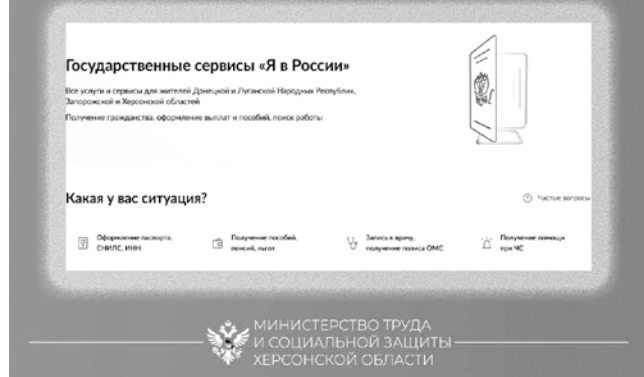 Государственные сервисы «Я в России»
Все услуги и сервисы для жителей Донецкой и Луганской Народных Республик,
Запорожской и Херсонской областей
Получение гражданства, оформление выплат и пособий, поиск работы
Какая у вас ситуация?
Частые вопросы
Оформление паспорта,
СНИЛС, ИНН
Получение пособий,
пенсий, льгот
Запись к врачу,
получение полиса ОМС
Получение помощи
при ЧС
МИНИСТЕРСТВО ТРУДА
И СОЦИАЛЬНОЙ ЗАЩИТЫ
ХЕРСОНСКОЙ ОБЛАСТИ